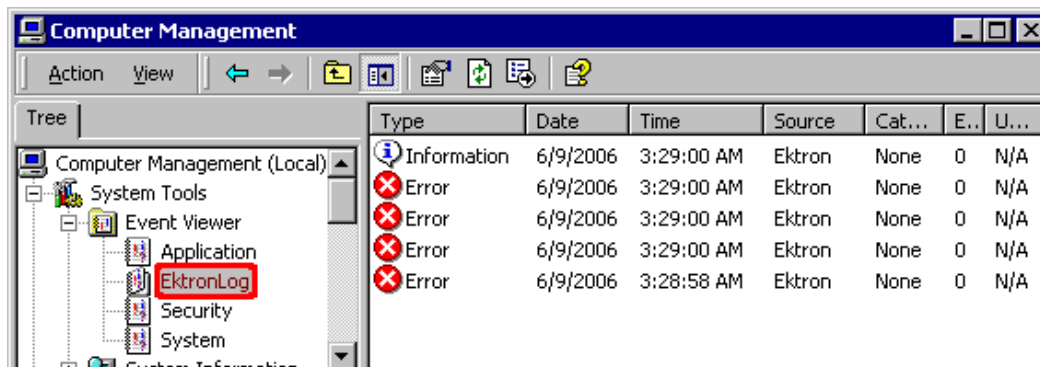 Computer Management
Action View
Tree
Type Date Time Source Cat... E.. U...
Computer Management (Local)
System Tools
Event Viewer
Application
EktronLog
Security
System
System Information
Information 6/9/2006 3:29:00 AM Ektron None 0 N/A
Error 6/9/2006 3:29:00 AM Ektron None 0 N/A
Error 6/9/2006 3:29:00 AM Ektron None 0 N/A
Error 6/9/2006 3:29:00 AM Ektron None 0 N/A
Error 6/9/2006 3:28:58 AM Ektron None 0 N/A